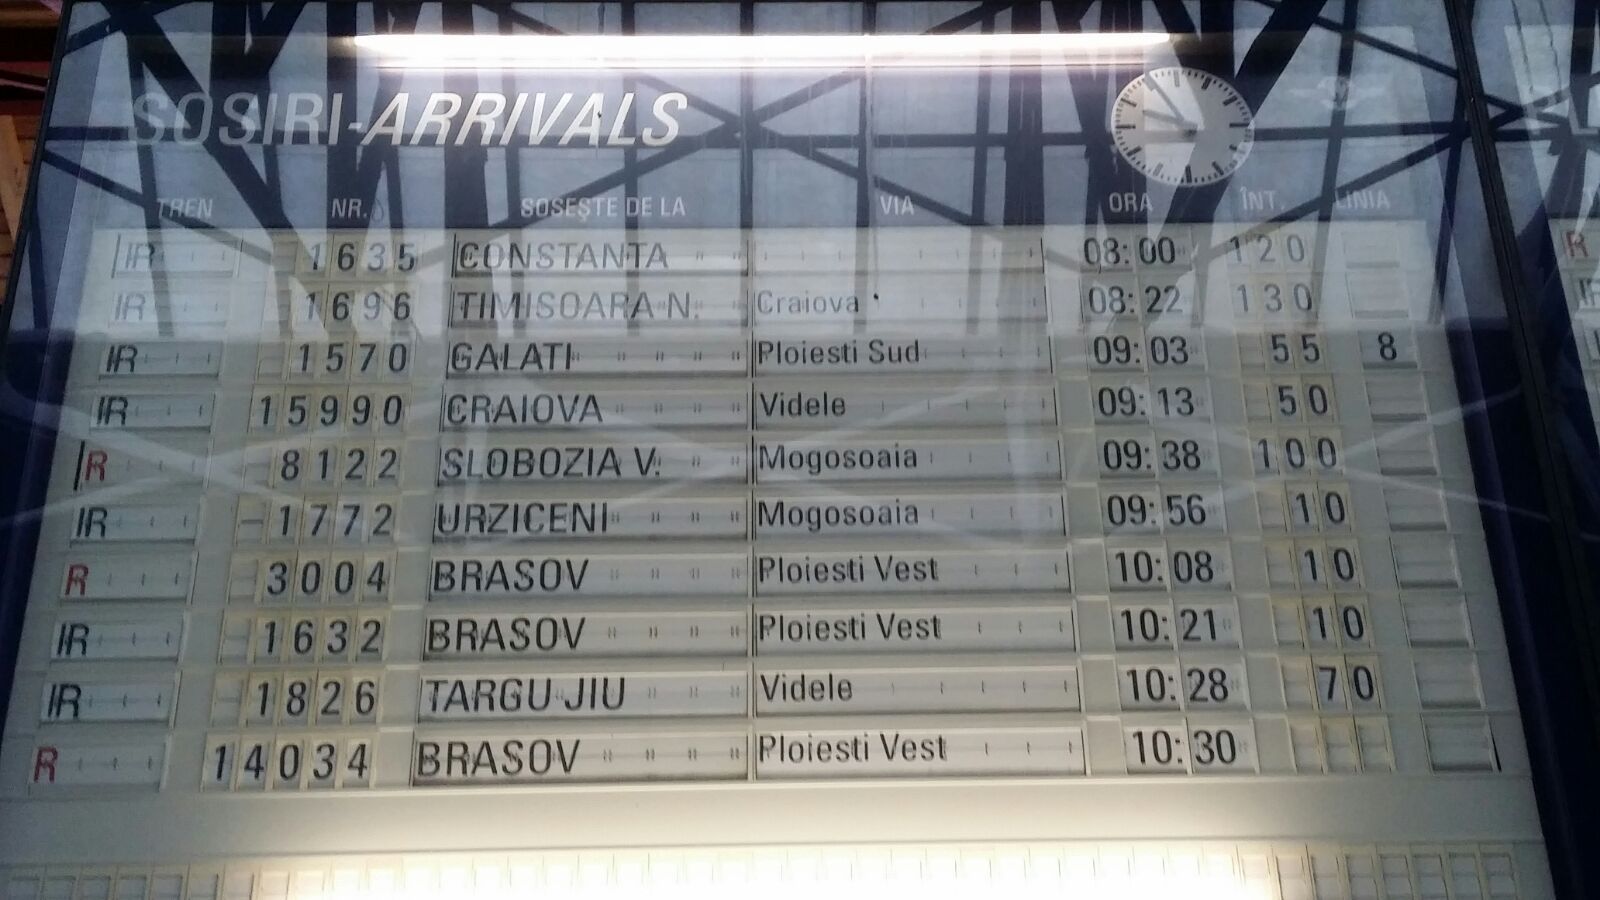 SOSIRI-ARRIVALS
TREN NR. SOSEȘTE DE LA VIA ORA ÎNT. LINIA
IR 1635 CONSTANTA 08:00 120
IR 1696 TIMISOARA N. Craiova 08:22 130
IR 1570 GALATI Ploiesti Sud 09:03 55 8
IR 15990 CRAIOVA Videle 09:13 50
R 8122 SLOBOZIA V. Mogosoaia 09:38 100
IR 1772 URZICENI Mogosoaia 09:56 10
R 3004 BRASOV Ploiesti Vest 10:08 10
IR 1632 BRASOV Ploiesti Vest 10:21 10
IR 1826 TARGU JIU Videle 10:28 70
R 14034 BRASOV Ploiesti Vest 10:30
R